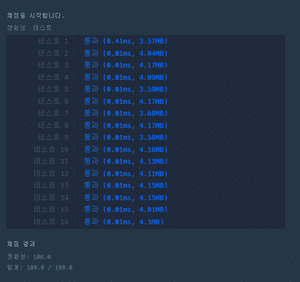 채점을 시작합니다.
정확성 테스트
테스트 1 통과 (0.41ms, 3.57MB)
테스트 2 통과 (0.01ms, 4.04MB)
테스트 3 통과 (0.01ms, 4.17MB)
테스트 4 통과 (0.01ms, 4.09MB)
테스트 5 통과 (0.01ms, 3.58MB)
테스트 6 통과 (0.01ms, 4.17MB)
테스트 7 통과 (0.01ms, 3.68MB)
테스트 8 통과 (0.01ms, 4.17MB)
테스트 9 통과 (0.01ms, 3.58MB)
테스트 10 통과 (0.01ms, 4.16MB)
테스트 11 통과 (0.01ms, 4.13MB)
테스트 12 통과 (0.01ms, 4.11MB)
테스트 13 통과 (0.01ms, 4.15MB)
테스트 14 통과 (0.01ms, 4.15MB)
테스트 15 통과 (0.01ms, 4.01MB)
테스트 16 통과 (0.01ms, 4.1MB)
채점 결과
정확성: 100.0
합계: 100.0 / 100.0